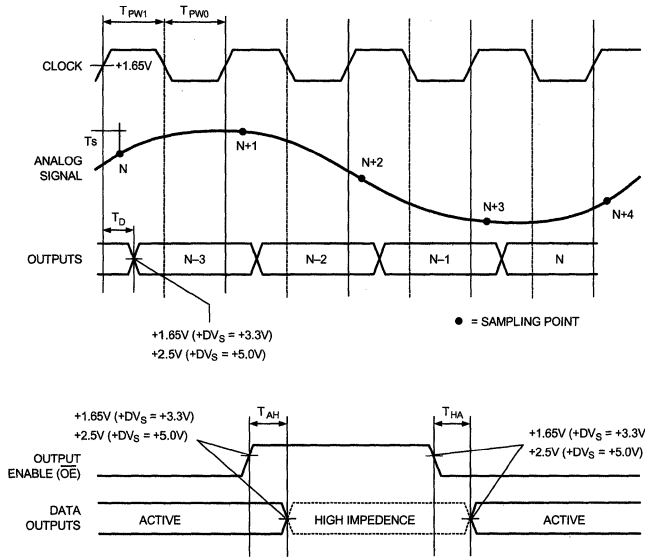 T_PW1 T_PW0
CLOCK
+1.65V
Ts
ANALOG
SIGNAL
N
N+1
N+2
N+3
N+4
T_D
OUTPUTS
N–3
N–2
N–1
N
+1.65V (+DV_S = +3.3V)
+2.5V (+DV_S = +5.0V)
● = SAMPLING POINT
+1.65V (+DV_S = +3.3V)
+2.5V (+DV_S = +5.0V)
T_AH
T_HA
+1.65V (+DV_S = +3.3V
+2.5V (+DV_S = +5.0V)
OUTPUT
ENABLE (O̅E̅)
DATA
OUTPUTS
ACTIVE
HIGH IMPEDENCE
ACTIVE